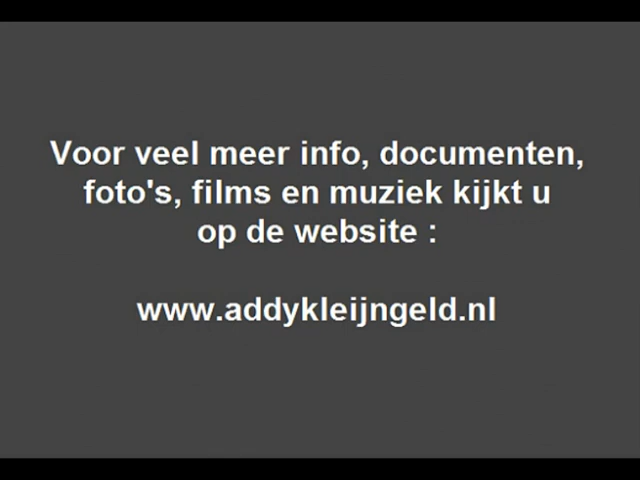 Voor veel meer info, documenten,
foto's, films en muziek kijkt u
op de website :
www.addykleijngeld.nl